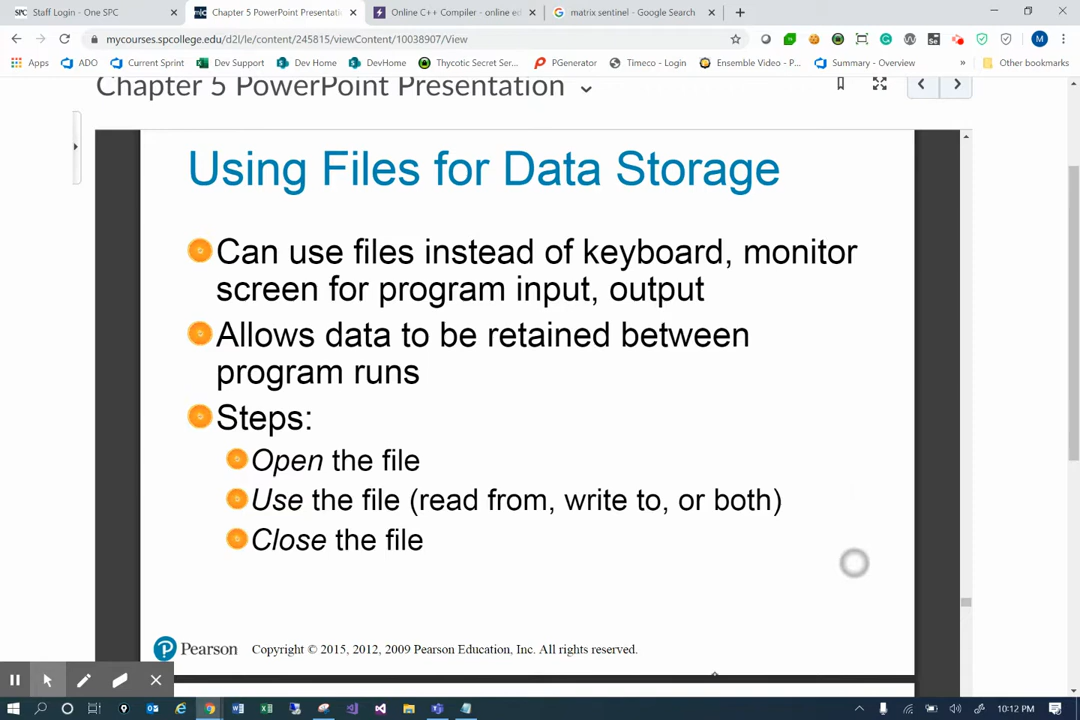 SPC Staff Login - One SPC
Chapter 5 PowerPoint Presentati
Online C++ Compiler - online ed
matrix sentinel - Google Search
mycourses.spcollege.edu/d2l/le/content/245815/viewContent/10038907/View
Apps ADO Current Sprint Dev Support Dev Home DevHome Thycotic Secret Ser... PGenerator Timeco - Login Ensemble Video - P... Summary - Overview » Other bookmarks
Chapter 5 PowerPoint Presentation
Using Files for Data Storage
Can use files instead of keyboard, monitor
screen for program input, output
Allows data to be retained between
program runs
Steps:
Open the file
Use the file (read from, write to, or both)
Close the file
Pearson Copyright © 2015, 2012, 2009 Pearson Education, Inc. All rights reserved.
10:12 PM